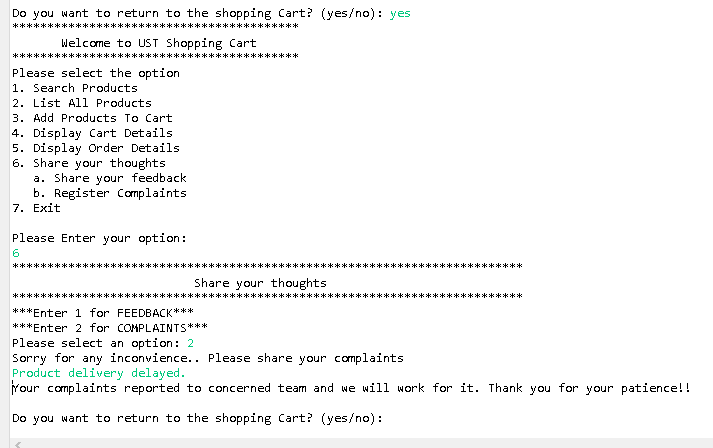 Do you want to return to the shopping Cart? (yes/no): yes
*****************************************
Welcome to UST Shopping Cart
*****************************************
Please select the option
1. Search Products
2. List All Products
3. Add Products To Cart
4. Display Cart Details
5. Display Order Details
6. Share your thoughts
a. Share your feedback
b. Register Complaints
7. Exit
Please Enter your option:
6
*************************************************************************
Share your thoughts
*************************************************************************
***Enter 1 for FEEDBACK***
***Enter 2 for COMPLAINTS***
Please select an option: 2
Sorry for any inconvience.. Please share your complaints
Product delivery delayed.
Your complaints reported to concerned team and we will work for it. Thank you for your patience!!
Do you want to return to the shopping Cart? (yes/no):